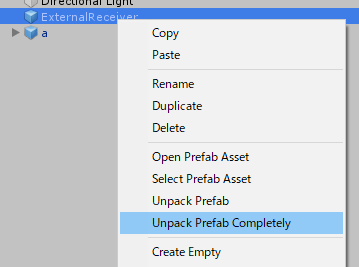 Directional Light
ExternalReceiver
a
Copy
Paste
Rename
Duplicate
Delete
Open Prefab Asset
Select Prefab Asset
Unpack Prefab
Unpack Prefab Completely
Create Empty